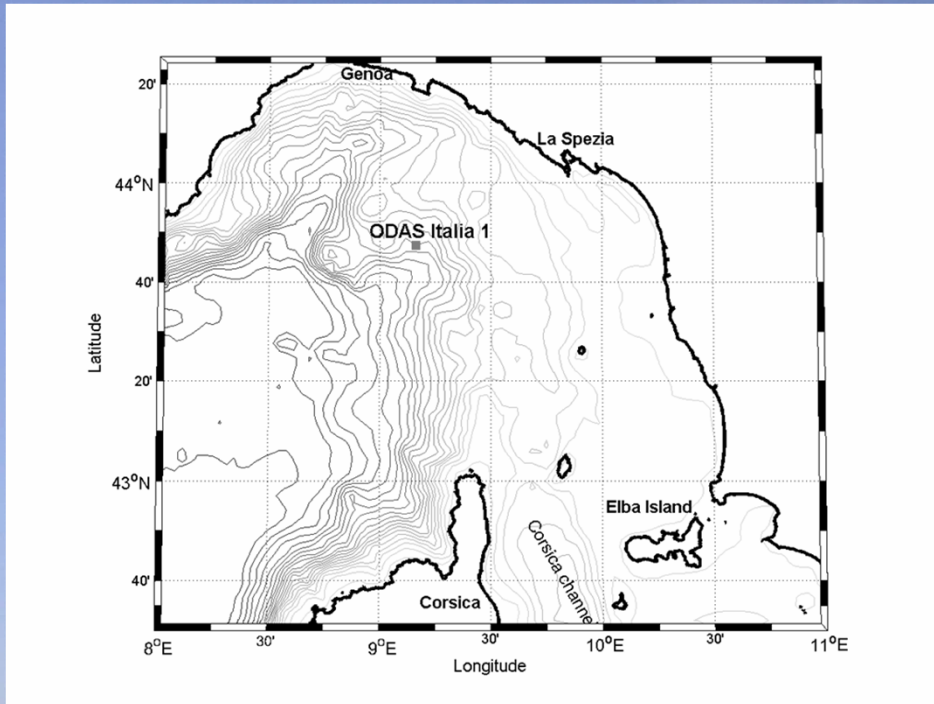 Genoa
20'
La Spezia
44°N
ODAS Italia 1
40'
Latitude
20'
43°N
Elba Island
Corsica channel
40'
Corsica
8°E
30'
9°E
30'
10°E
30'
11°E
Longitude